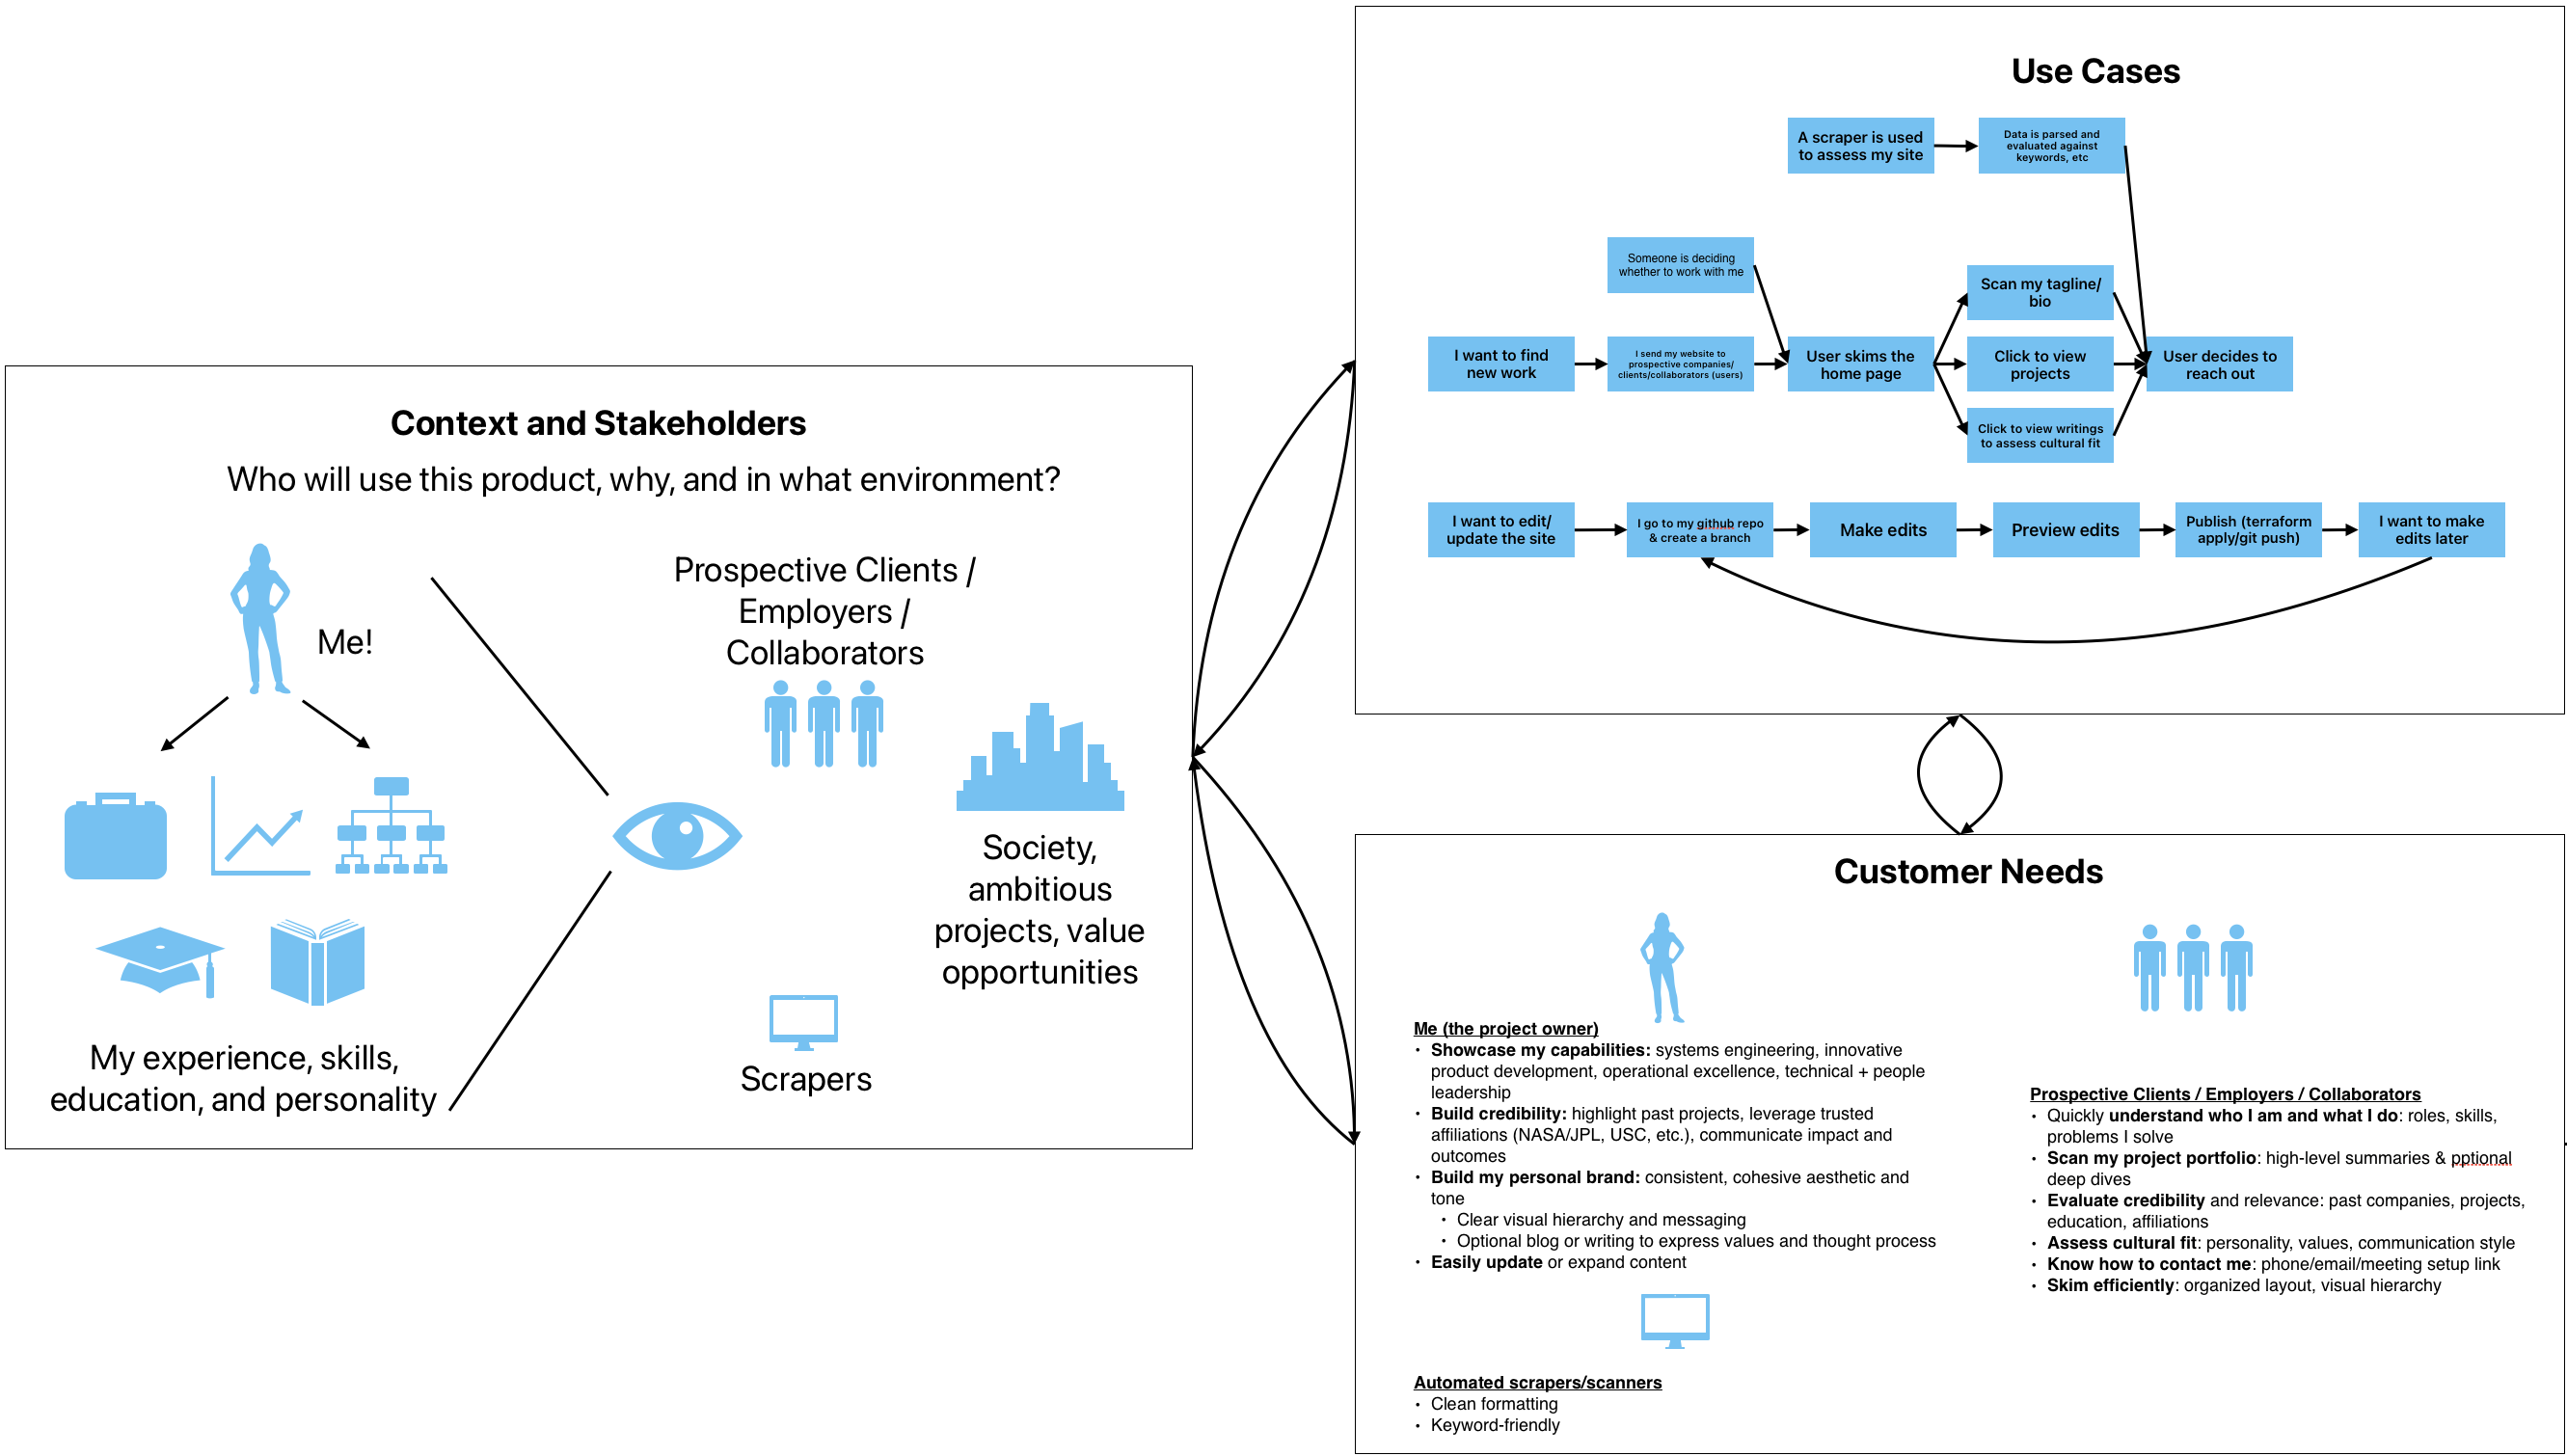 Context and Stakeholders
Who will use this product, why, and in what environment?
Me!
Prospective Clients /
Employers /
Collaborators
Society,
ambitious
projects, value
opportunities
Scrapers
My experience, skills,
education, and personality
Use Cases
A scraper is used
to assess my site
Data is parsed and
evaluated against
keywords, etc
Someone is deciding
whether to work with me
I want to find
new work
I send my website to
prospective companies/
clients/collaborators (users)
User skims the
home page
Scan my tagline/
bio
Click to view
projects
Click to view writings
to assess cultural fit
User decides to
reach out
I want to edit/
update the site
I go to my github repo
& create a branch
Make edits
Preview edits
Publish (terraform
apply/git push)
I want to make
edits later
Customer Needs
Me (the project owner)
• Showcase my capabilities: systems engineering, innovative
product development, operational excellence, technical + people
leadership
• Build credibility: highlight past projects, leverage trusted
affiliations (NASA/JPL, USC, etc.), communicate impact and
outcomes
• Build my personal brand: consistent, cohesive aesthetic and
tone
• Clear visual hierarchy and messaging
• Optional blog or writing to express values and thought process
• Easily update or expand content
Automated scrapers/scanners
• Clean formatting
• Keyword-friendly
Prospective Clients / Employers / Collaborators
• Quickly understand who I am and what I do: roles, skills,
problems I solve
• Scan my project portfolio: high-level summaries & pptional
deep dives
• Evaluate credibility and relevance: past companies, projects,
education, affiliations
• Assess cultural fit: personality, values, communication style
• Know how to contact me: phone/email/meeting setup link
• Skim efficiently: organized layout, visual hierarchy